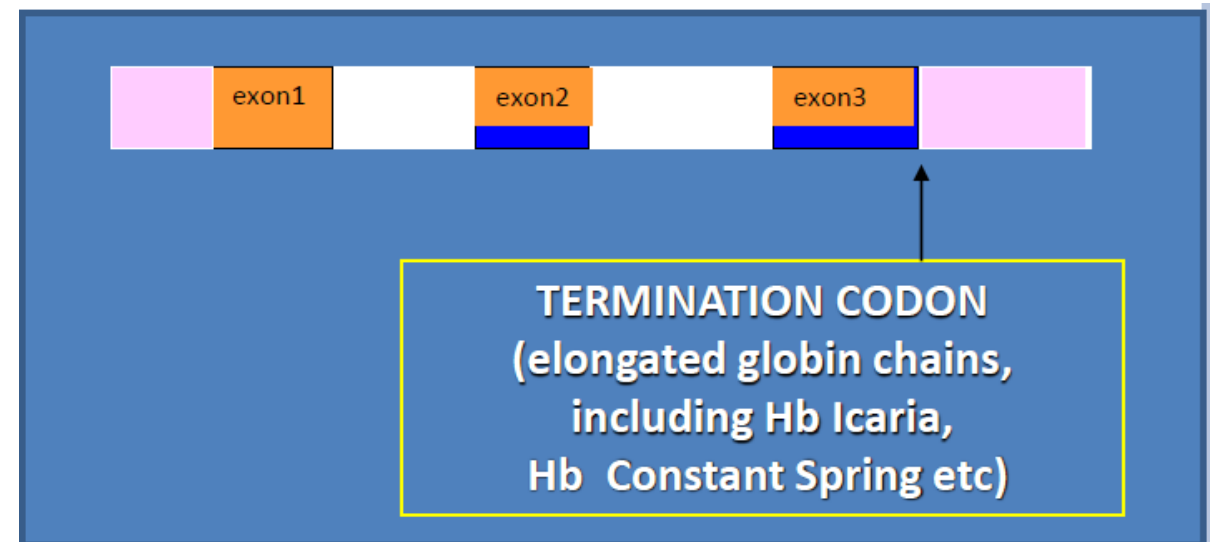 exon1 exon2 exon3
TERMINATION CODON
(elongated globin chains,
including Hb Icaria,
Hb Constant Spring etc)